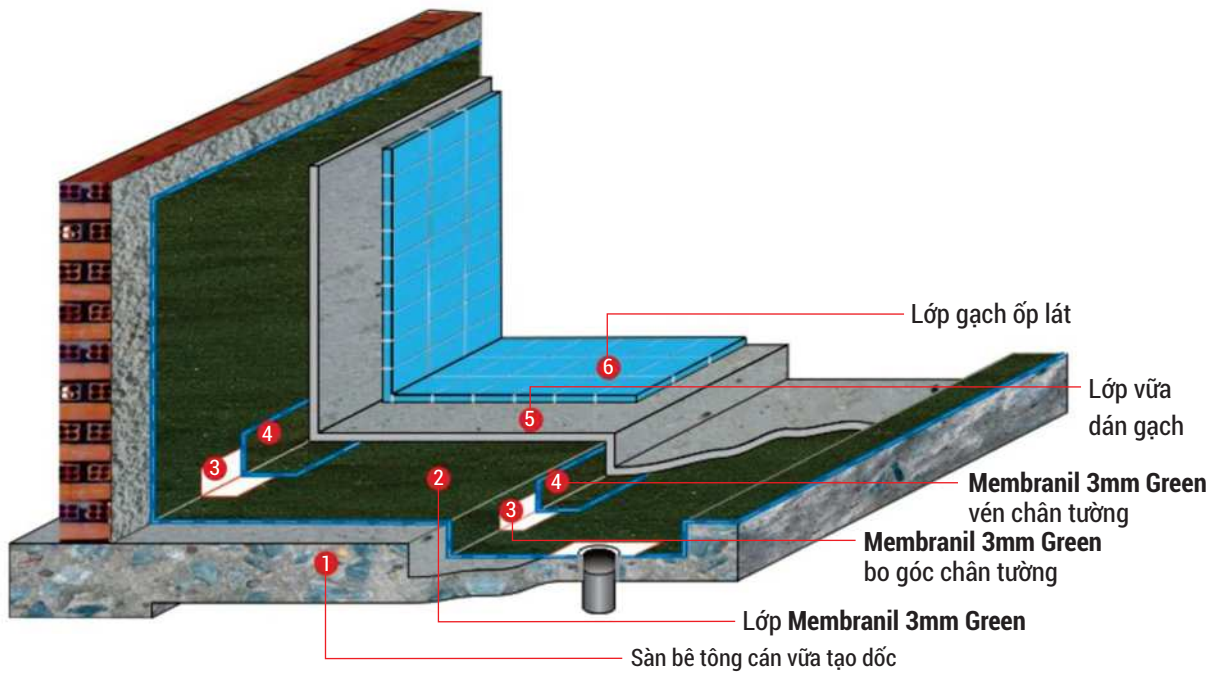 Lớp gạch ốp lát
6
Lớp vữa
dán gạch
5
4
3
2
4
3
Membranil 3mm Green
vén chân tường
Membranil 3mm Green
bo góc chân tường
1
Lớp Membranil 3mm Green
Sàn bê tông cán vữa tạo dốc